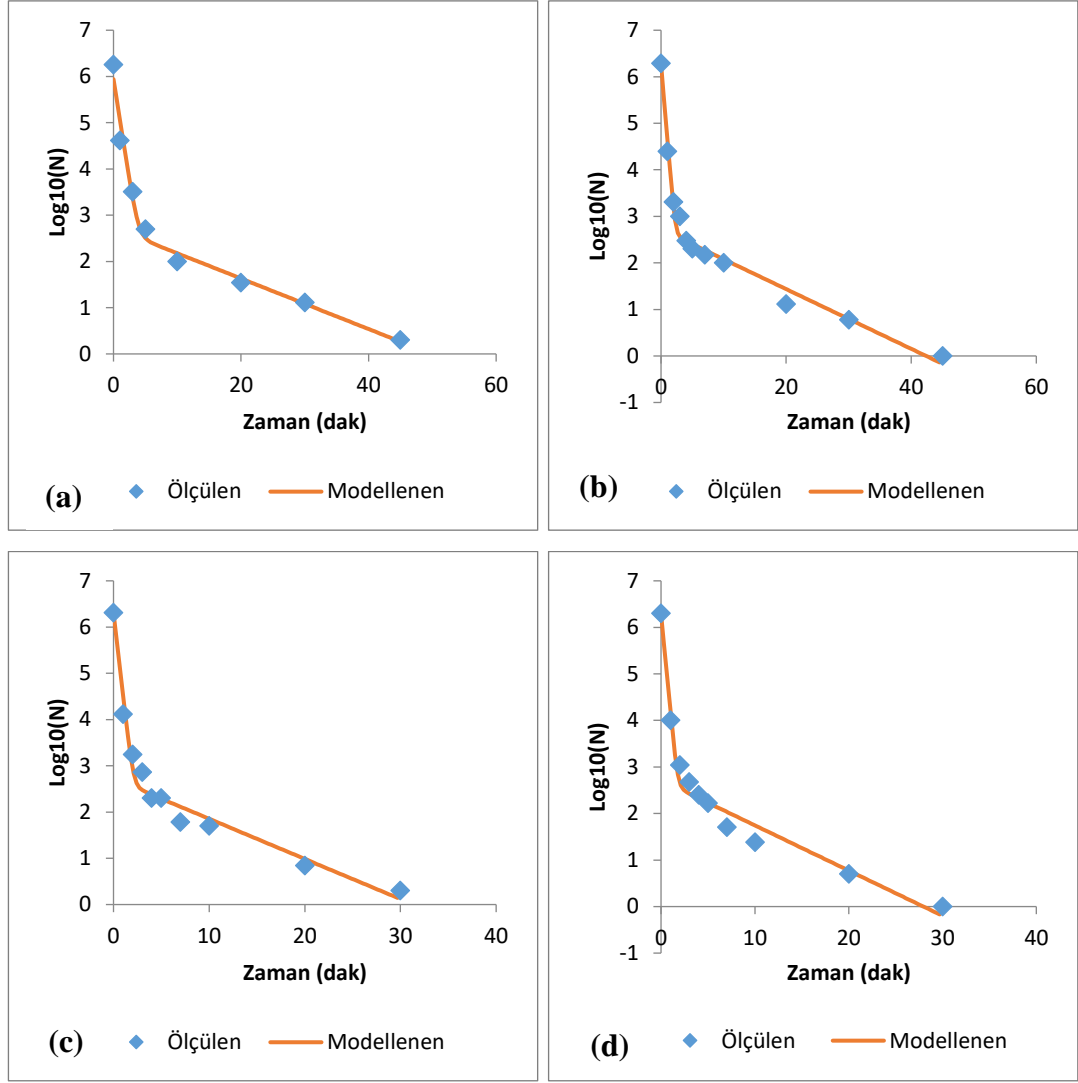 7
6
5
4
3
2
1
0
0 20 40 60
Log10(N)
Zaman (dak)
(a) Ölçülen Modellenen
7
6
5
4
3
2
1
0
-1
0 20 40 60
Log10(N)
Zaman (dak)
(b) Ölçülen Modellenen
7
6
5
4
3
2
1
0
0 10 20 30 40
Log10(N)
Zaman (dak)
(c) Ölçülen Modellenen
7
6
5
4
3
2
1
0
-1
0 10 20 30 40
Log10(N)
Zaman (dak)
(d) Ölçülen Modellenen